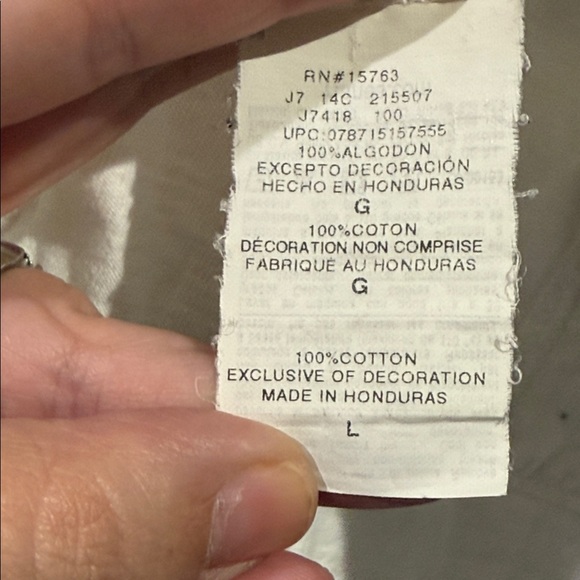 RN#15763
J7 14C 215507
J7418 100
UPC:078715157555
100%ALGODON
EXCEPTO DECORACIÓN
HECHO EN HONDURAS
G
100%COTON
DÉCORATION NON COMPRISE
FABRIQUÉ AU HONDURAS
G
100%COTTON
EXCLUSIVE OF DECORATION
MADE IN HONDURAS
L